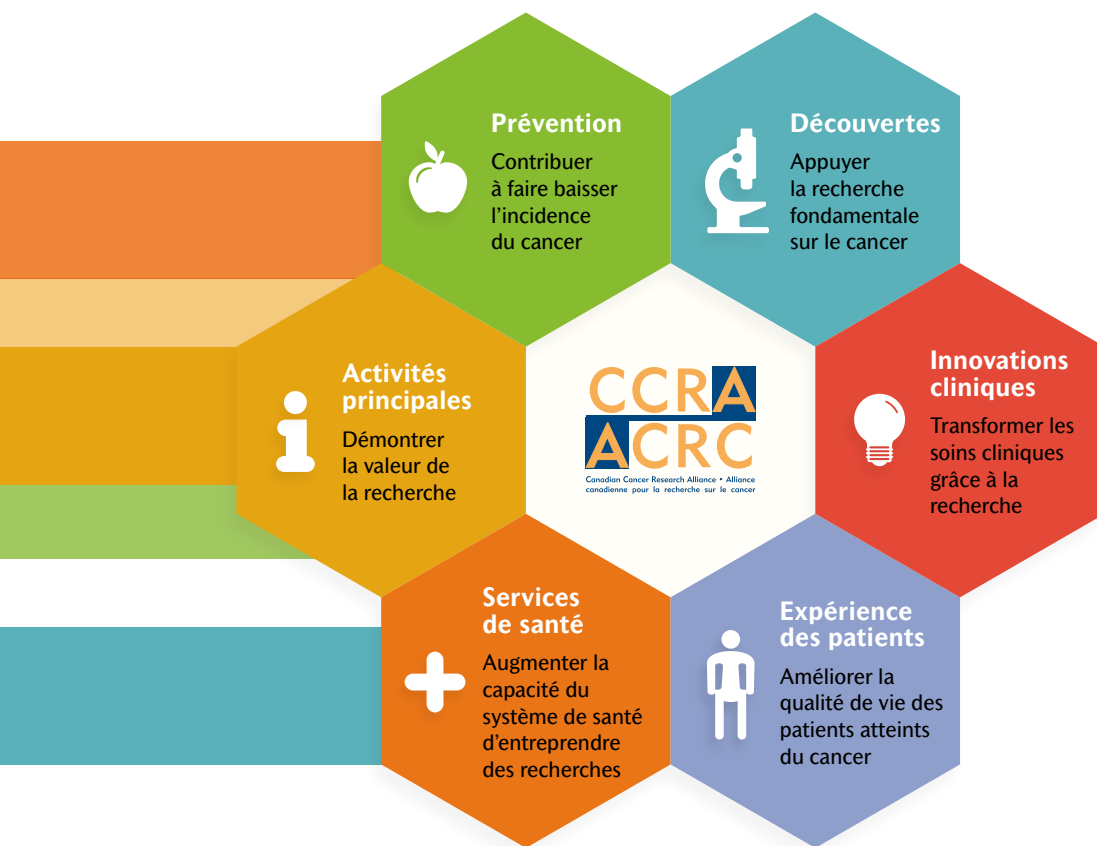 Prévention
Contribuer
à faire baisser
l’incidence
du cancer
Découvertes
Appuyer
la recherche
fondamentale
sur le cancer
Activités
principales
Démontrer
la valeur de
la recherche
CCRA
ACRC
Canadian Cancer Research Alliance • Alliance
canadienne pour la recherche sur le cancer
Innovations
cliniques
Transformer les
soins cliniques
grâce à la
recherche
Services
de santé
Augmenter la
capacité du
système de santé
d’entreprendre
des recherches
Expérience
des patients
Améliorer la
qualité de vie des
patients atteints
du cancer